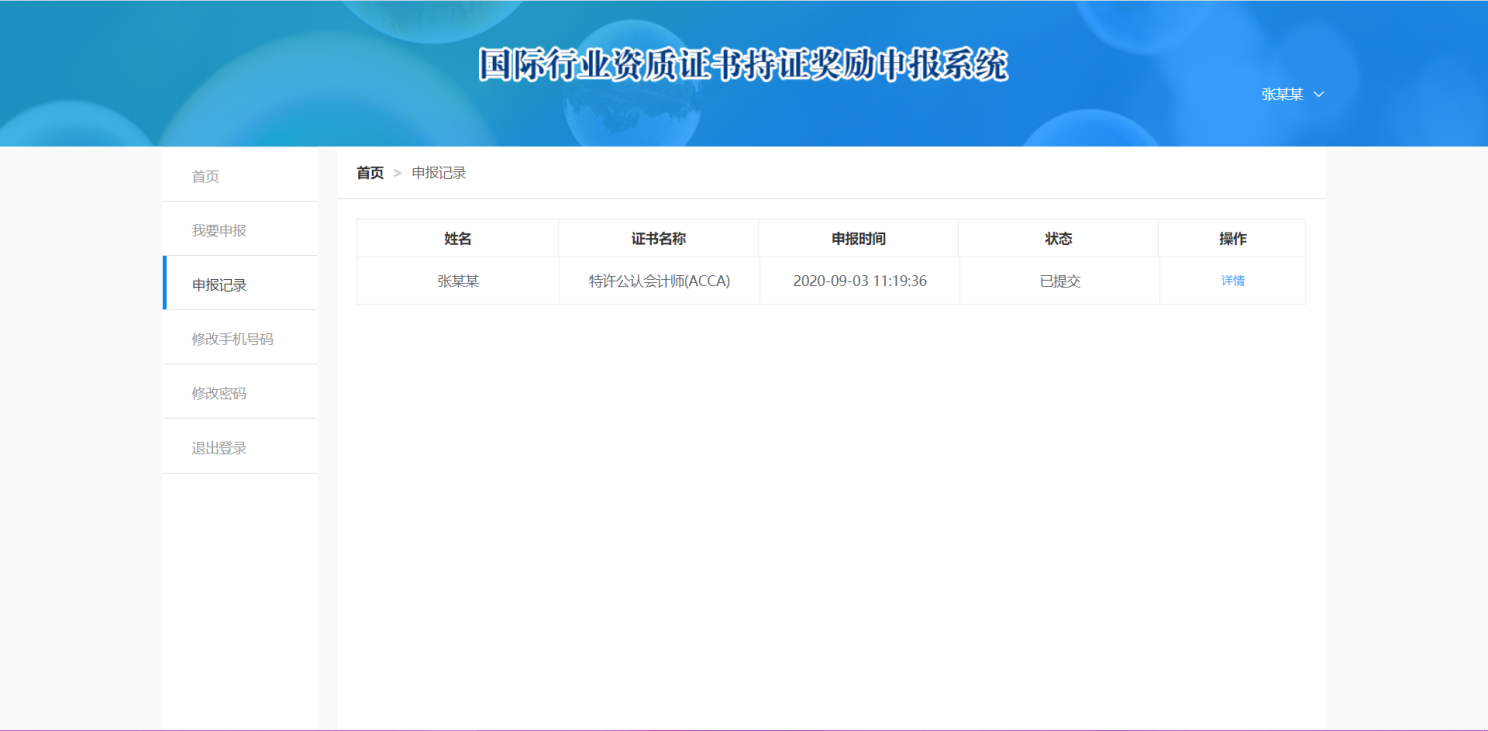 国际行业资质证书持证奖励申报系统
张某某
首页
我要申报
申报记录
修改手机号码
修改密码
退出登录
首页 > 申报记录
姓名 证书名称 申报时间 状态 操作
张某某 特许公认会计师(ACCA) 2020-09-03 11:19:36 已提交 详情